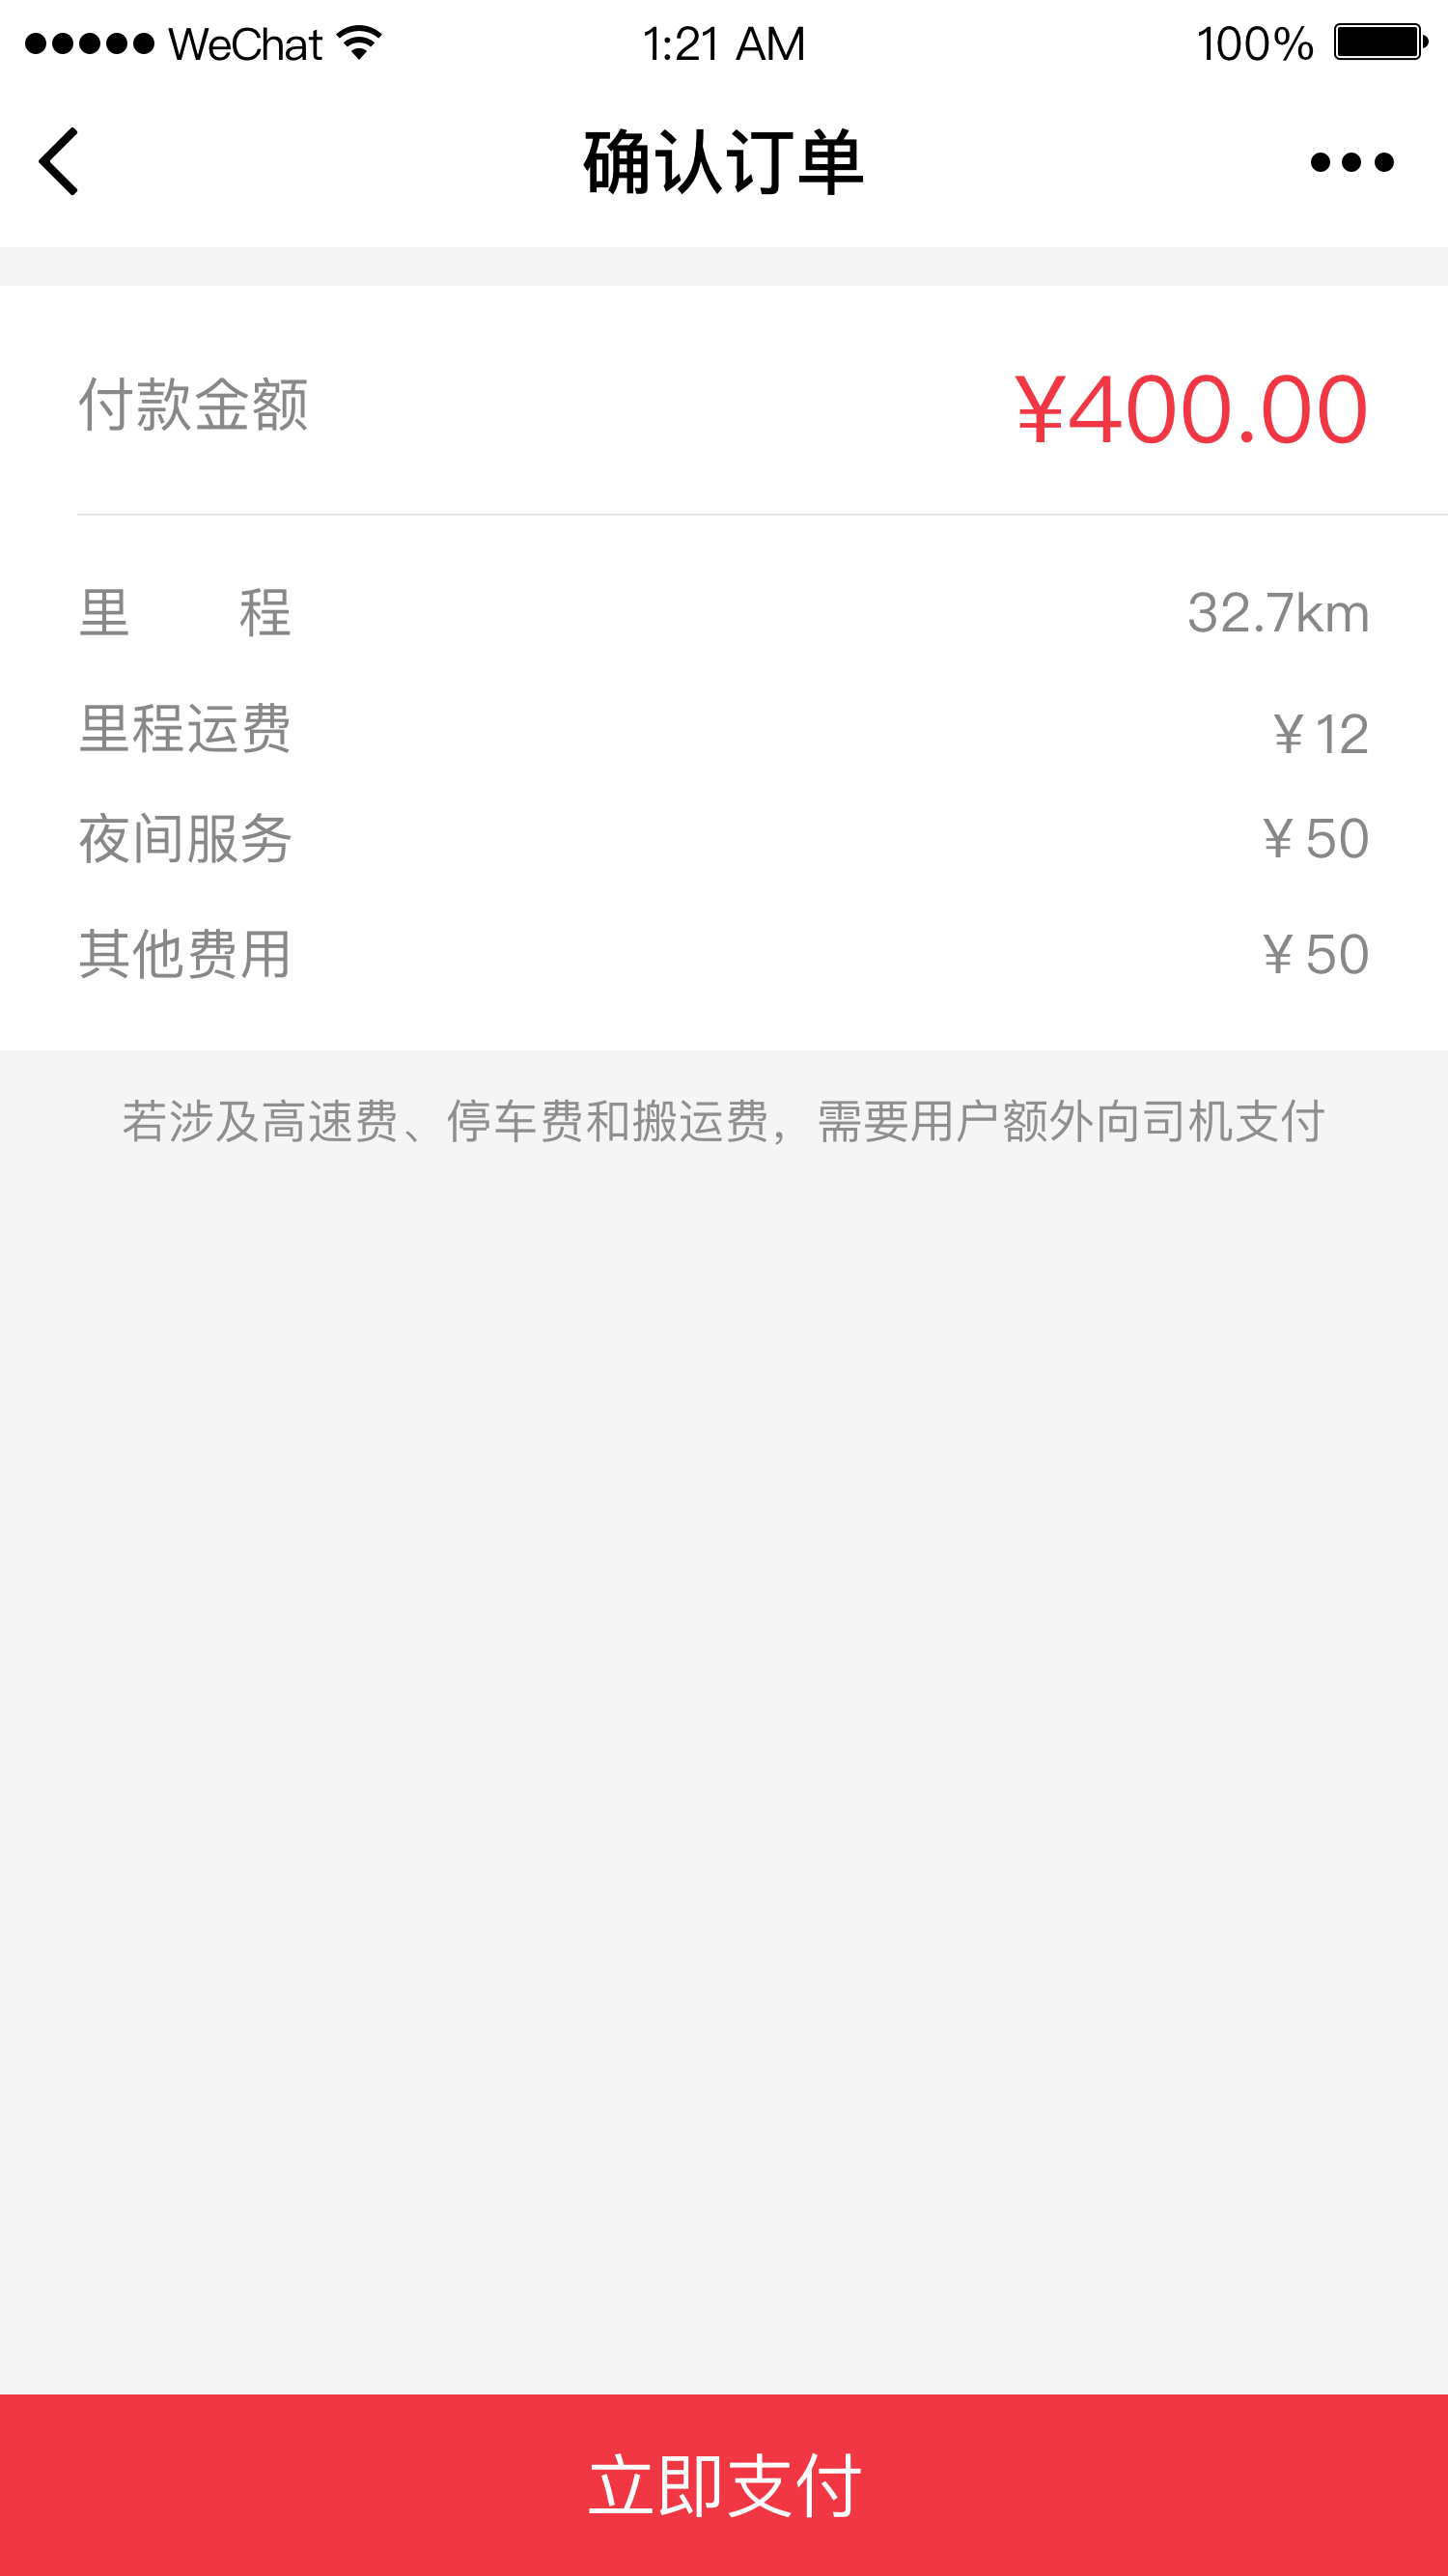 WeChat 1:21 AM 100%
确认订单
付款金额 ¥400.00
里 程 32.7km
里程运费 ¥ 12
夜间服务 ¥ 50
其他费用 ¥ 50
若涉及高速费、停车费和搬运费，需要用户额外向司机支付
立即支付